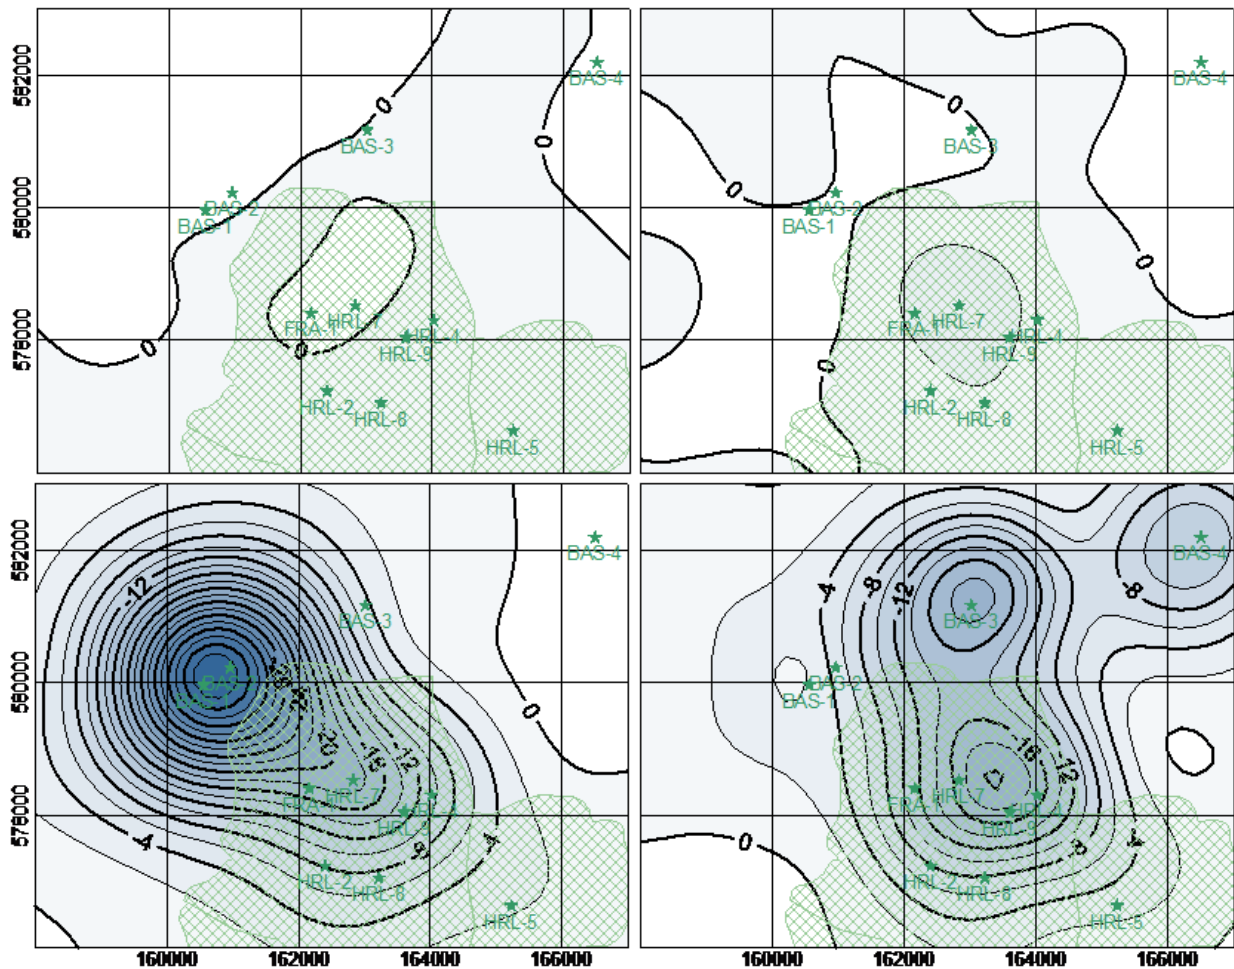 582000
580000
578000
0
0
0
0
BAS-4
BAS-3
BAS-2
BAS-1
FRA-1
HRL-7
HRL-4
HRL-9
HRL-2
HRL-8
HRL-5
0
0
0
0
BAS-4
BAS-3
BAS-2
BAS-1
FRA-1
HRL-7
HRL-4
HRL-9
HRL-2
HRL-8
HRL-5
582000
580000
578000
-12
BAS-4
BAS-3
0
-20
-16
-12
HRL-7
HRL-9
-4
-4
HRL-2
HRL-8
HRL-5
160000
162000
164000
166000
-4
-8
-12
BAS-4
-8
BAS-3
BAS-2
BAS-1
-16
-12
FRA-1
HRL-7
HRL-4
HRL-9
0
-8
-4
HRL-2
HRL-8
HRL-5
160000
162000
164000
166000